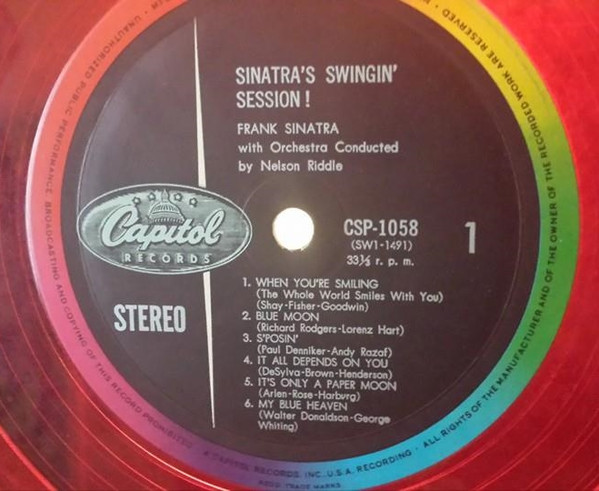 SINATRA'S SWINGIN'
SESSION !
FRANK SINATRA
with Orchestra Conducted
by Nelson Riddle
Capitol
RECORDS
STEREO
CSP-1058
(SW1-1491)
33⅓ r. p. m.
1
1. WHEN YOU'RE SMILING
(The Whole World Smiles With You)
(Shay-Fisher-Goodwin)
2. BLUE MOON
(Richard Rodgers-Lorenz Hart)
3. S'POSIN'
(Paul Denniker-Andy Razaf)
4. IT ALL DEPENDS ON YOU
(DeSylva-Brown-Henderson)
5. IT'S ONLY A PAPER MOON
(Arlen-Rose-Harburg)
6. MY BLUE HEAVEN
(Walter Donaldson-George
Whiting)
CAPITOL RECORDS, INC., U.S.A. RECORDING • ALL RIGHTS OF THE MANUFACTURER AND OF THE OWNER OF THE RECORDED WORK ARE RESERVED • UNAUTHORIZED PUBLIC PERFORMANCE BROADCASTING AND COPYING OF THIS RECORD PROHIBITED
REGD. TRADE MARKS.